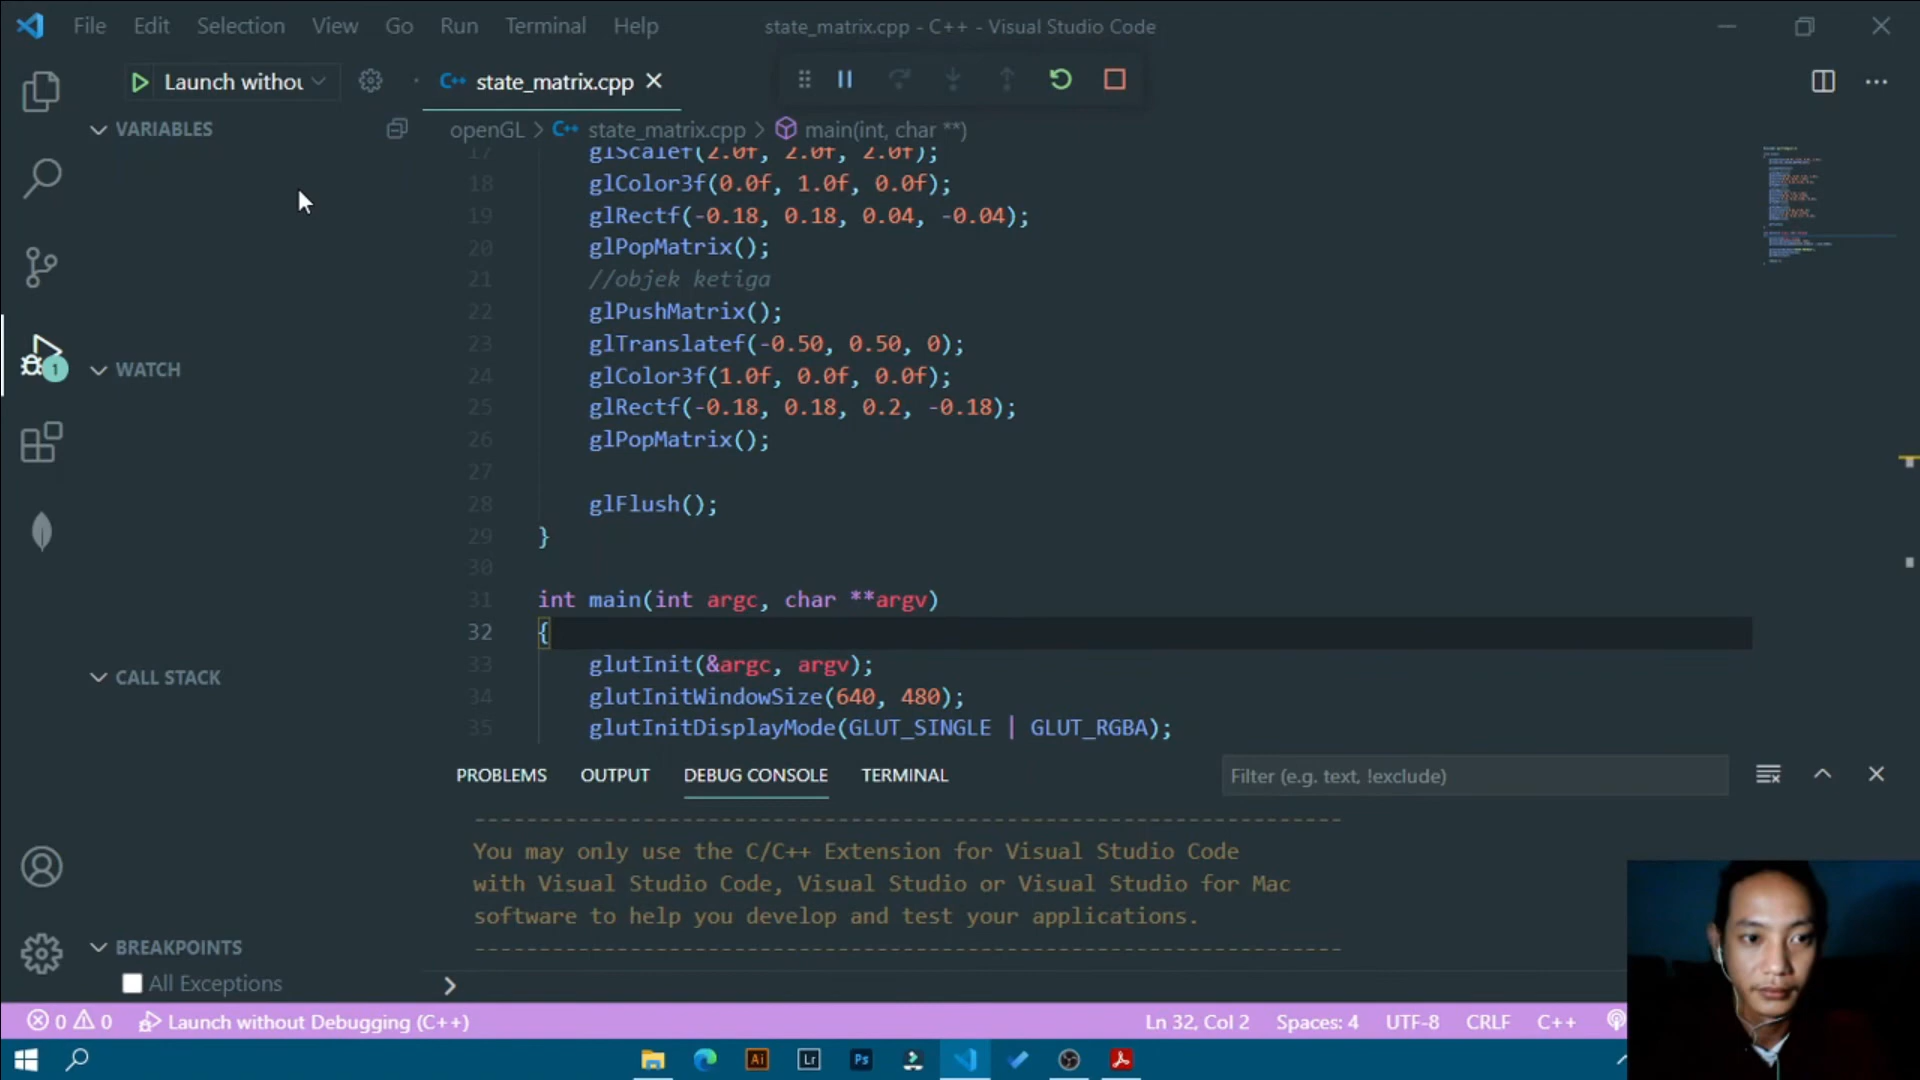 File Edit Selection View Go Run Terminal Help
state_matrix.cpp - C++ - Visual Studio Code
Launch withou
state_matrix.cpp
VARIABLES
openGL > state_matrix.cpp > main(int, char **)
17 glScalef(2.0f, 2.0f, 2.0f);
18 glColor3f(0.0f, 1.0f, 0.0f);
19 glRectf(-0.18, 0.18, 0.04, -0.04);
20 glPopMatrix();
21 //objek ketiga
22 glPushMatrix();
23 glTranslatef(-0.50, 0.50, 0);
24 glColor3f(1.0f, 0.0f, 0.0f);
25 glRectf(-0.18, 0.18, 0.2, -0.18);
26 glPopMatrix();
27
28 glFlush();
29 }
30
31 int main(int argc, char **argv)
32 {
33 glutInit(&argc, argv);
34 glutInitWindowSize(640, 480);
35 glutInitDisplayMode(GLUT_SINGLE | GLUT_RGBA);
1
WATCH
CALL STACK
BREAKPOINTS
All Exceptions
PROBLEMS OUTPUT DEBUG CONSOLE TERMINAL
Filter (e.g. text, !exclude)
-------------------------------------------------------------------
You may only use the C/C++ Extension for Visual Studio Code
with Visual Studio Code, Visual Studio or Visual Studio for Mac
software to help you develop and test your applications.
-------------------------------------------------------------------
0 0 Launch without Debugging (C++)
Ln 32, Col 2 Spaces: 4 UTF-8 CRLF C++
Ai Lr Ps